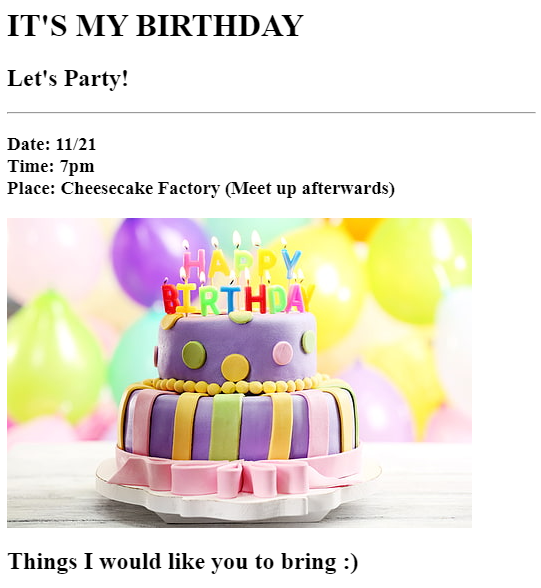 IT'S MY BIRTHDAY
Let's Party!
Date: 11/21
Time: 7pm
Place: Cheesecake Factory (Meet up afterwards)
HAPPY
BIRTHDAY
Things I would like you to bring :)